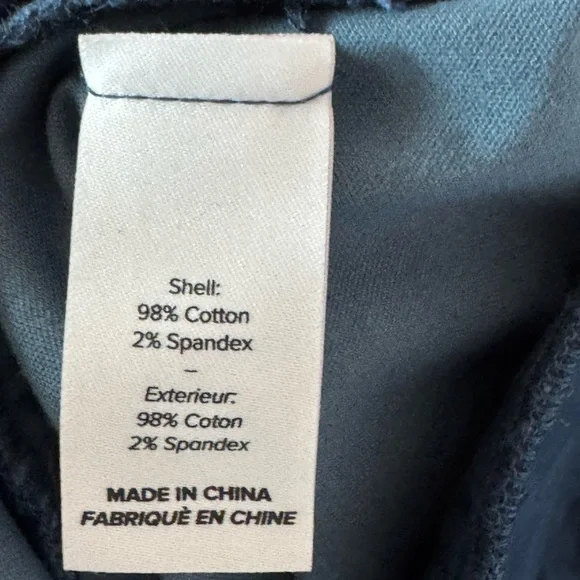 Shell:
98% Cotton
2% Spandex
–
Exterieur:
98% Coton
2% Spandex
MADE IN CHINA
FABRIQUÈ EN CHINE